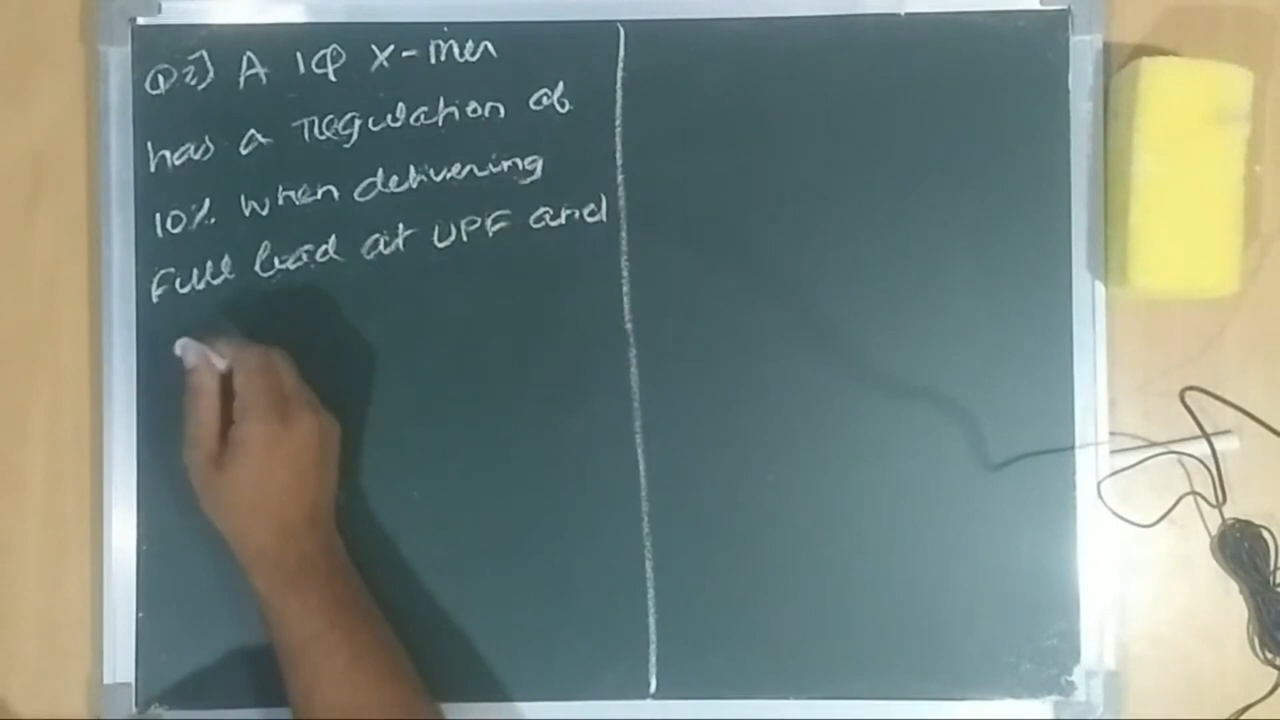 Q2] A 1Φ X-mer
has a regulation of
10% when delivering
Full load at UPF and